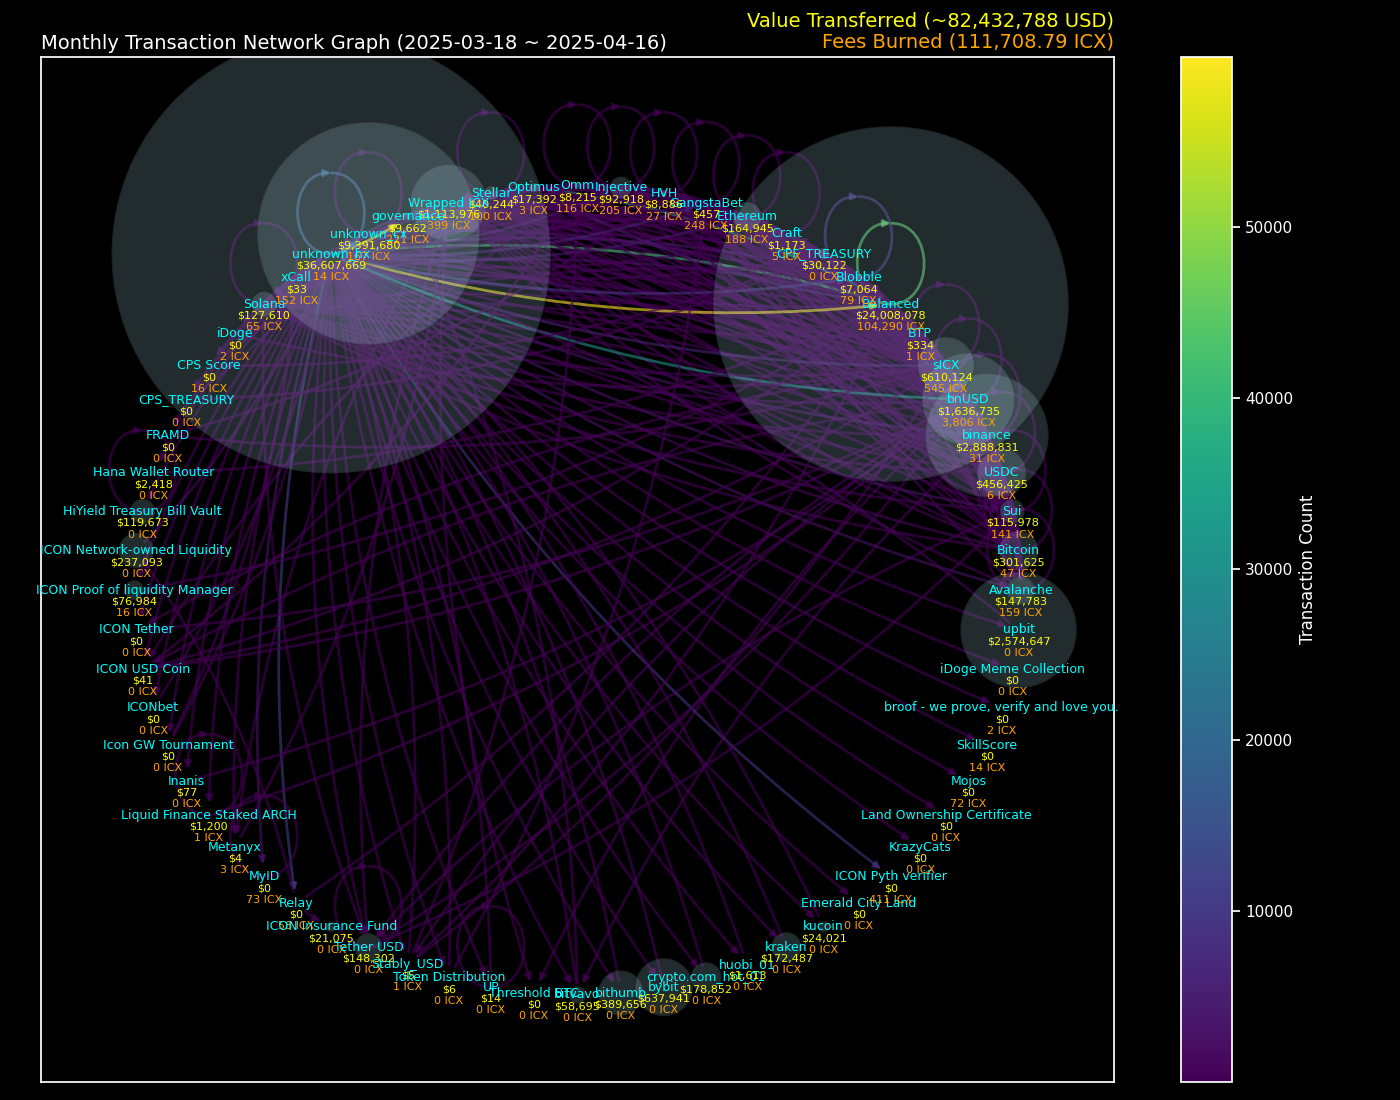 Value Transferred (~82,432,788 USD)
Monthly Transaction Network Graph (2025-03-18 ~ 2025-04-16)
Fees Burned (111,708.79 ICX)
Omm
$8,215
116 ICX
Injective
$92,918
205 ICX
HVH
$8,886
27 ICX
GangstaBet
$457
248 ICX
Ethereum
$164,945
188 ICX
Craft
$1,173
CPS_TREASURY
$30,122
0 ICX
Blobble
$7,064
79 ICX
Balanced
$24,008,078
104,290 ICX
BTP
$334
1 ICX
sICX
$610,124
545 ICX
bnUSD
$1,636,735
3,806 ICX
binance
$2,888,831
31 ICX
USDC
$456,425
6 ICX
Sui
$115,978
141 ICX
Bitcoin
$301,625
47 ICX
Avalanche
$147,783
159 ICX
upbit
$2,574,647
0 ICX
iDoge Meme Collection
$0
0 ICX
broof - we prove, verify and love you.
$0
2 ICX
SkillScore
$0
14 ICX
Mojos
$0
72 ICX
Land Ownership Certificate
$0
0 ICX
KrazyCats
$0
0 ICX
ICON Pyth verifier
$0
411 ICX
Emerald City Land
$0
0 ICX
kucoin
$24,021
0 ICX
kraken
$172,487
0 ICX
huobi_01
$1,613
0 ICX
crypto.com_hot_01
$178,852
0 ICX
bybit
$637,941
0 ICX
bithumb
$389,656
0 ICX
bitvavo
$58,695
0 ICX
Threshold BTC
$0
0 ICX
UP
$14
0 ICX
Token Distribution
$6
0 ICX
Stably_USD
1 ICX
Tether USD
$148,302
0 ICX
ICON Insurance Fund
$21,075
0 ICX
Relay
$0
MyID
$0
73 ICX
Metanyx
$4
3 ICX
Liquid Finance Staked ARCH
$1,200
1 ICX
Inanis
$77
0 ICX
Icon GW Tournament
$0
0 ICX
ICONbet
$0
0 ICX
ICON USD Coin
$41
0 ICX
ICON Tether
$0
0 ICX
ICON Proof of liquidity Manager
$76,984
16 ICX
ICON Network-owned Liquidity
$237,093
0 ICX
HiYield Treasury Bill Vault
$119,673
0 ICX
Hana Wallet Router
$2,418
0 ICX
FRAMD
$0
0 ICX
CPS_TREASURY
$0
0 ICX
CPS Score
$0
16 ICX
iDoge
$0
2 ICX
Solana
$127,610
65 ICX
xCall
$33
152 ICX
unknown_hx
$36,607,669
14 ICX
unknown_cx
$9,391,680
governance
$9,662
Wrapped ICX
$1,113,976
Stellar
$40,244
Optimus
$17,392
3 ICX
50000
40000
30000
20000
10000
Transaction Count